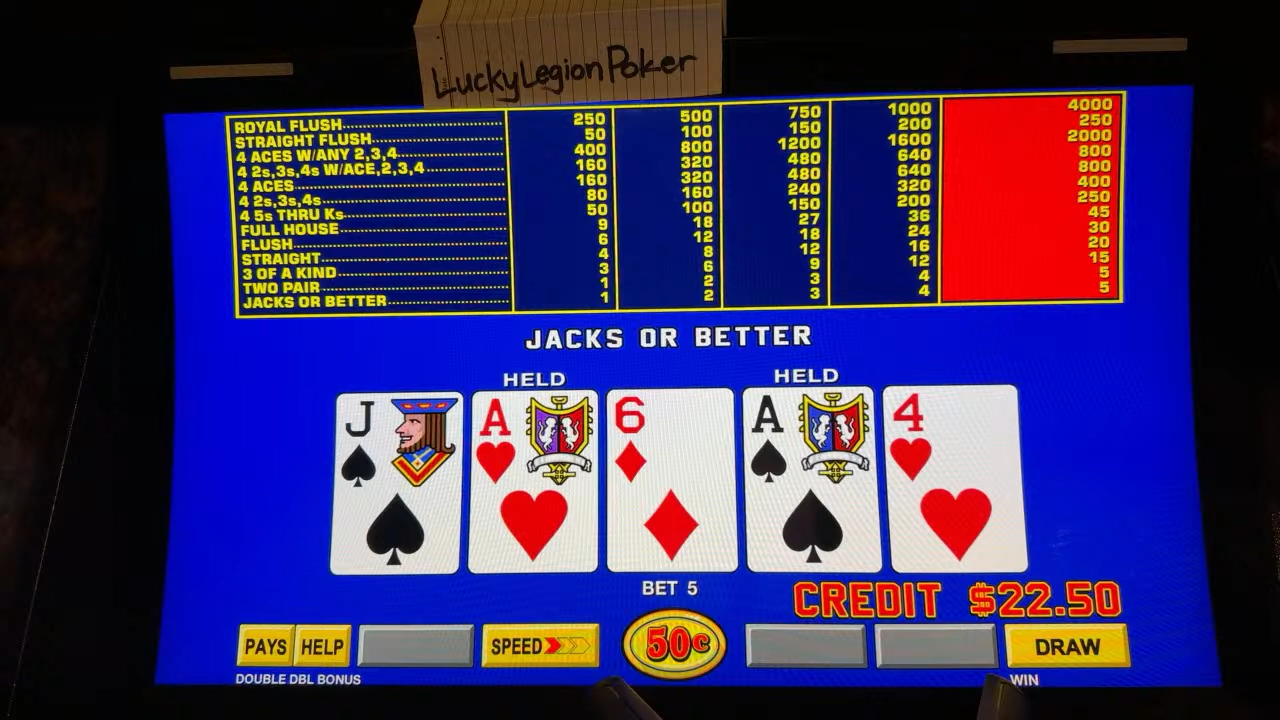 LuckyLegionPoker
ROYAL FLUSH 250 500 750 1000 4000
STRAIGHT FLUSH 50 100 150 200 250
4 ACES W/ANY 2,3,4 400 800 1200 1600 2000
4 2s,3s,4s W/ACE,2,3,4 160 320 480 640 800
4 ACES 160 320 480 640 800
4 2s,3s,4s 80 160 240 320 400
4 5s THRU Ks 50 100 150 200 250
FULL HOUSE 9 18 27 36 45
FLUSH 6 12 18 24 30
STRAIGHT 4 8 12 16 20
3 OF A KIND 3 6 9 12 15
TWO PAIR 1 2 3 4 5
JACKS OR BETTER 1 2 3 4 5
JACKS OR BETTER
HELD HELD
J A 6 A 4
BET 5
CREDIT $22.50
PAYS HELP SPEED 50¢ DRAW
DOUBLE DBL BONUS WIN